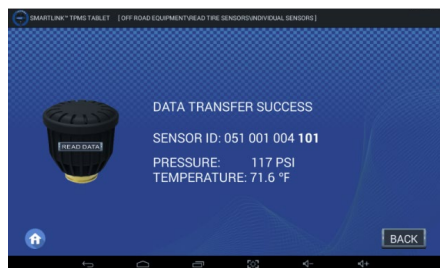 SMARTLINK™ TPMS TABLET [ OFF ROAD EQUIPMENT\READ TIRE SENSORS\INDIVIDUAL SENSORS ]
DATA TRANSFER SUCCESS
SENSOR ID: 051 001 004 101
READ DATA
PRESSURE: 117 PSI
TEMPERATURE: 71.6 ºF
BACK